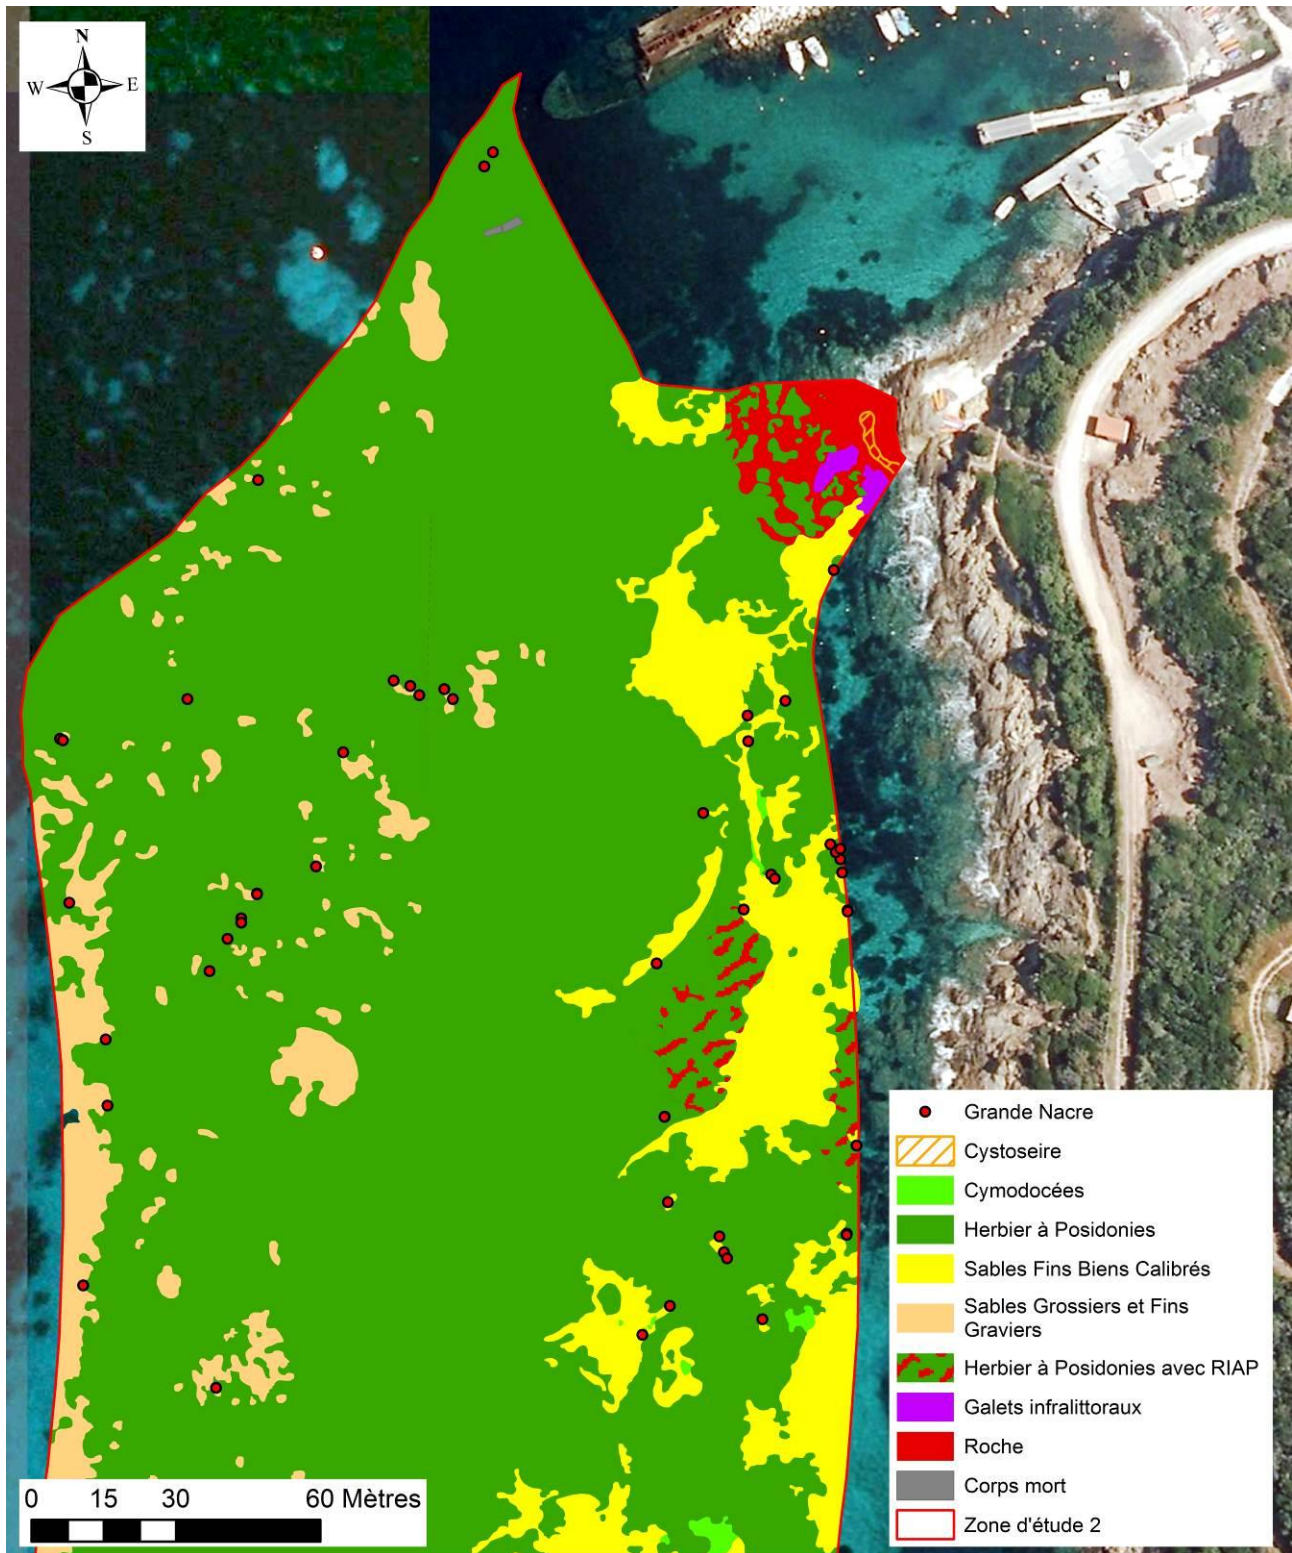 N
W E
S
Grande Nacre
Cystoseire
Cymodocées
Herbier à Posidonies
Sables Fins Biens Calibrés
Sables Grossiers et Fins
Graviers
Herbier à Posidonies avec RIAP
Galets infralittoraux
Roche
Corps mort
Zone d'étude 2
0 15 30 60 Mètres